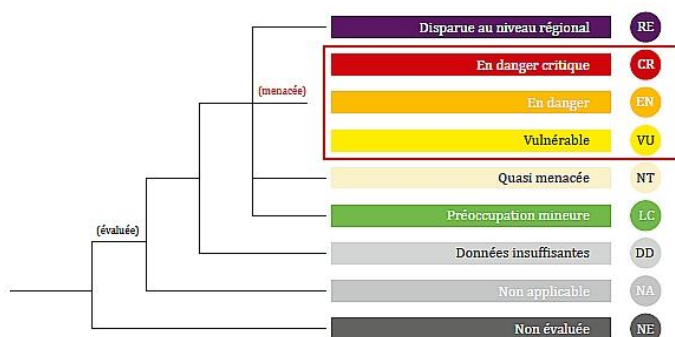 Disparue au niveau régional RE
En danger critique CR
(menacée)
En danger EN
Vulnérable VU
Quasi menacée NT
Préoccupation mineure LC
(évaluée)
Données insuffisantes DD
Non applicable NA
Non évaluée NE